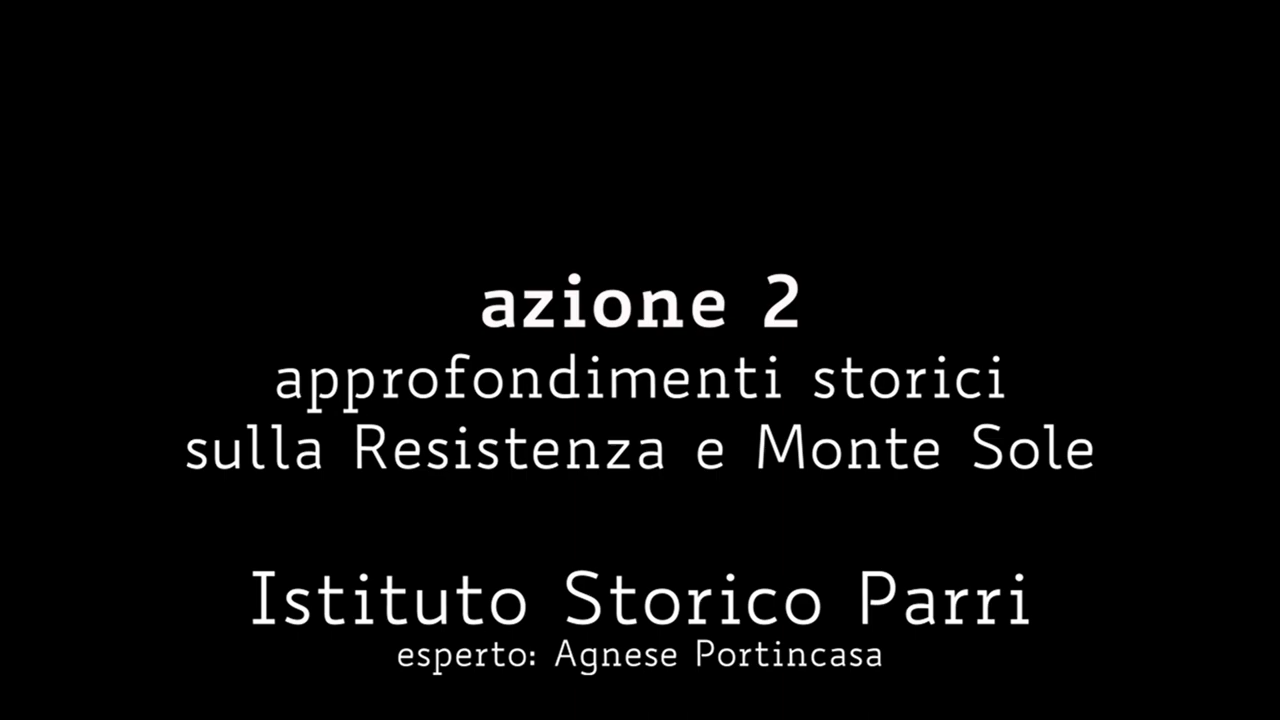 azione 2
approfondimenti storici
sulla Resistenza e Monte Sole
Istituto Storico Parri
esperto: Agnese Portincasa